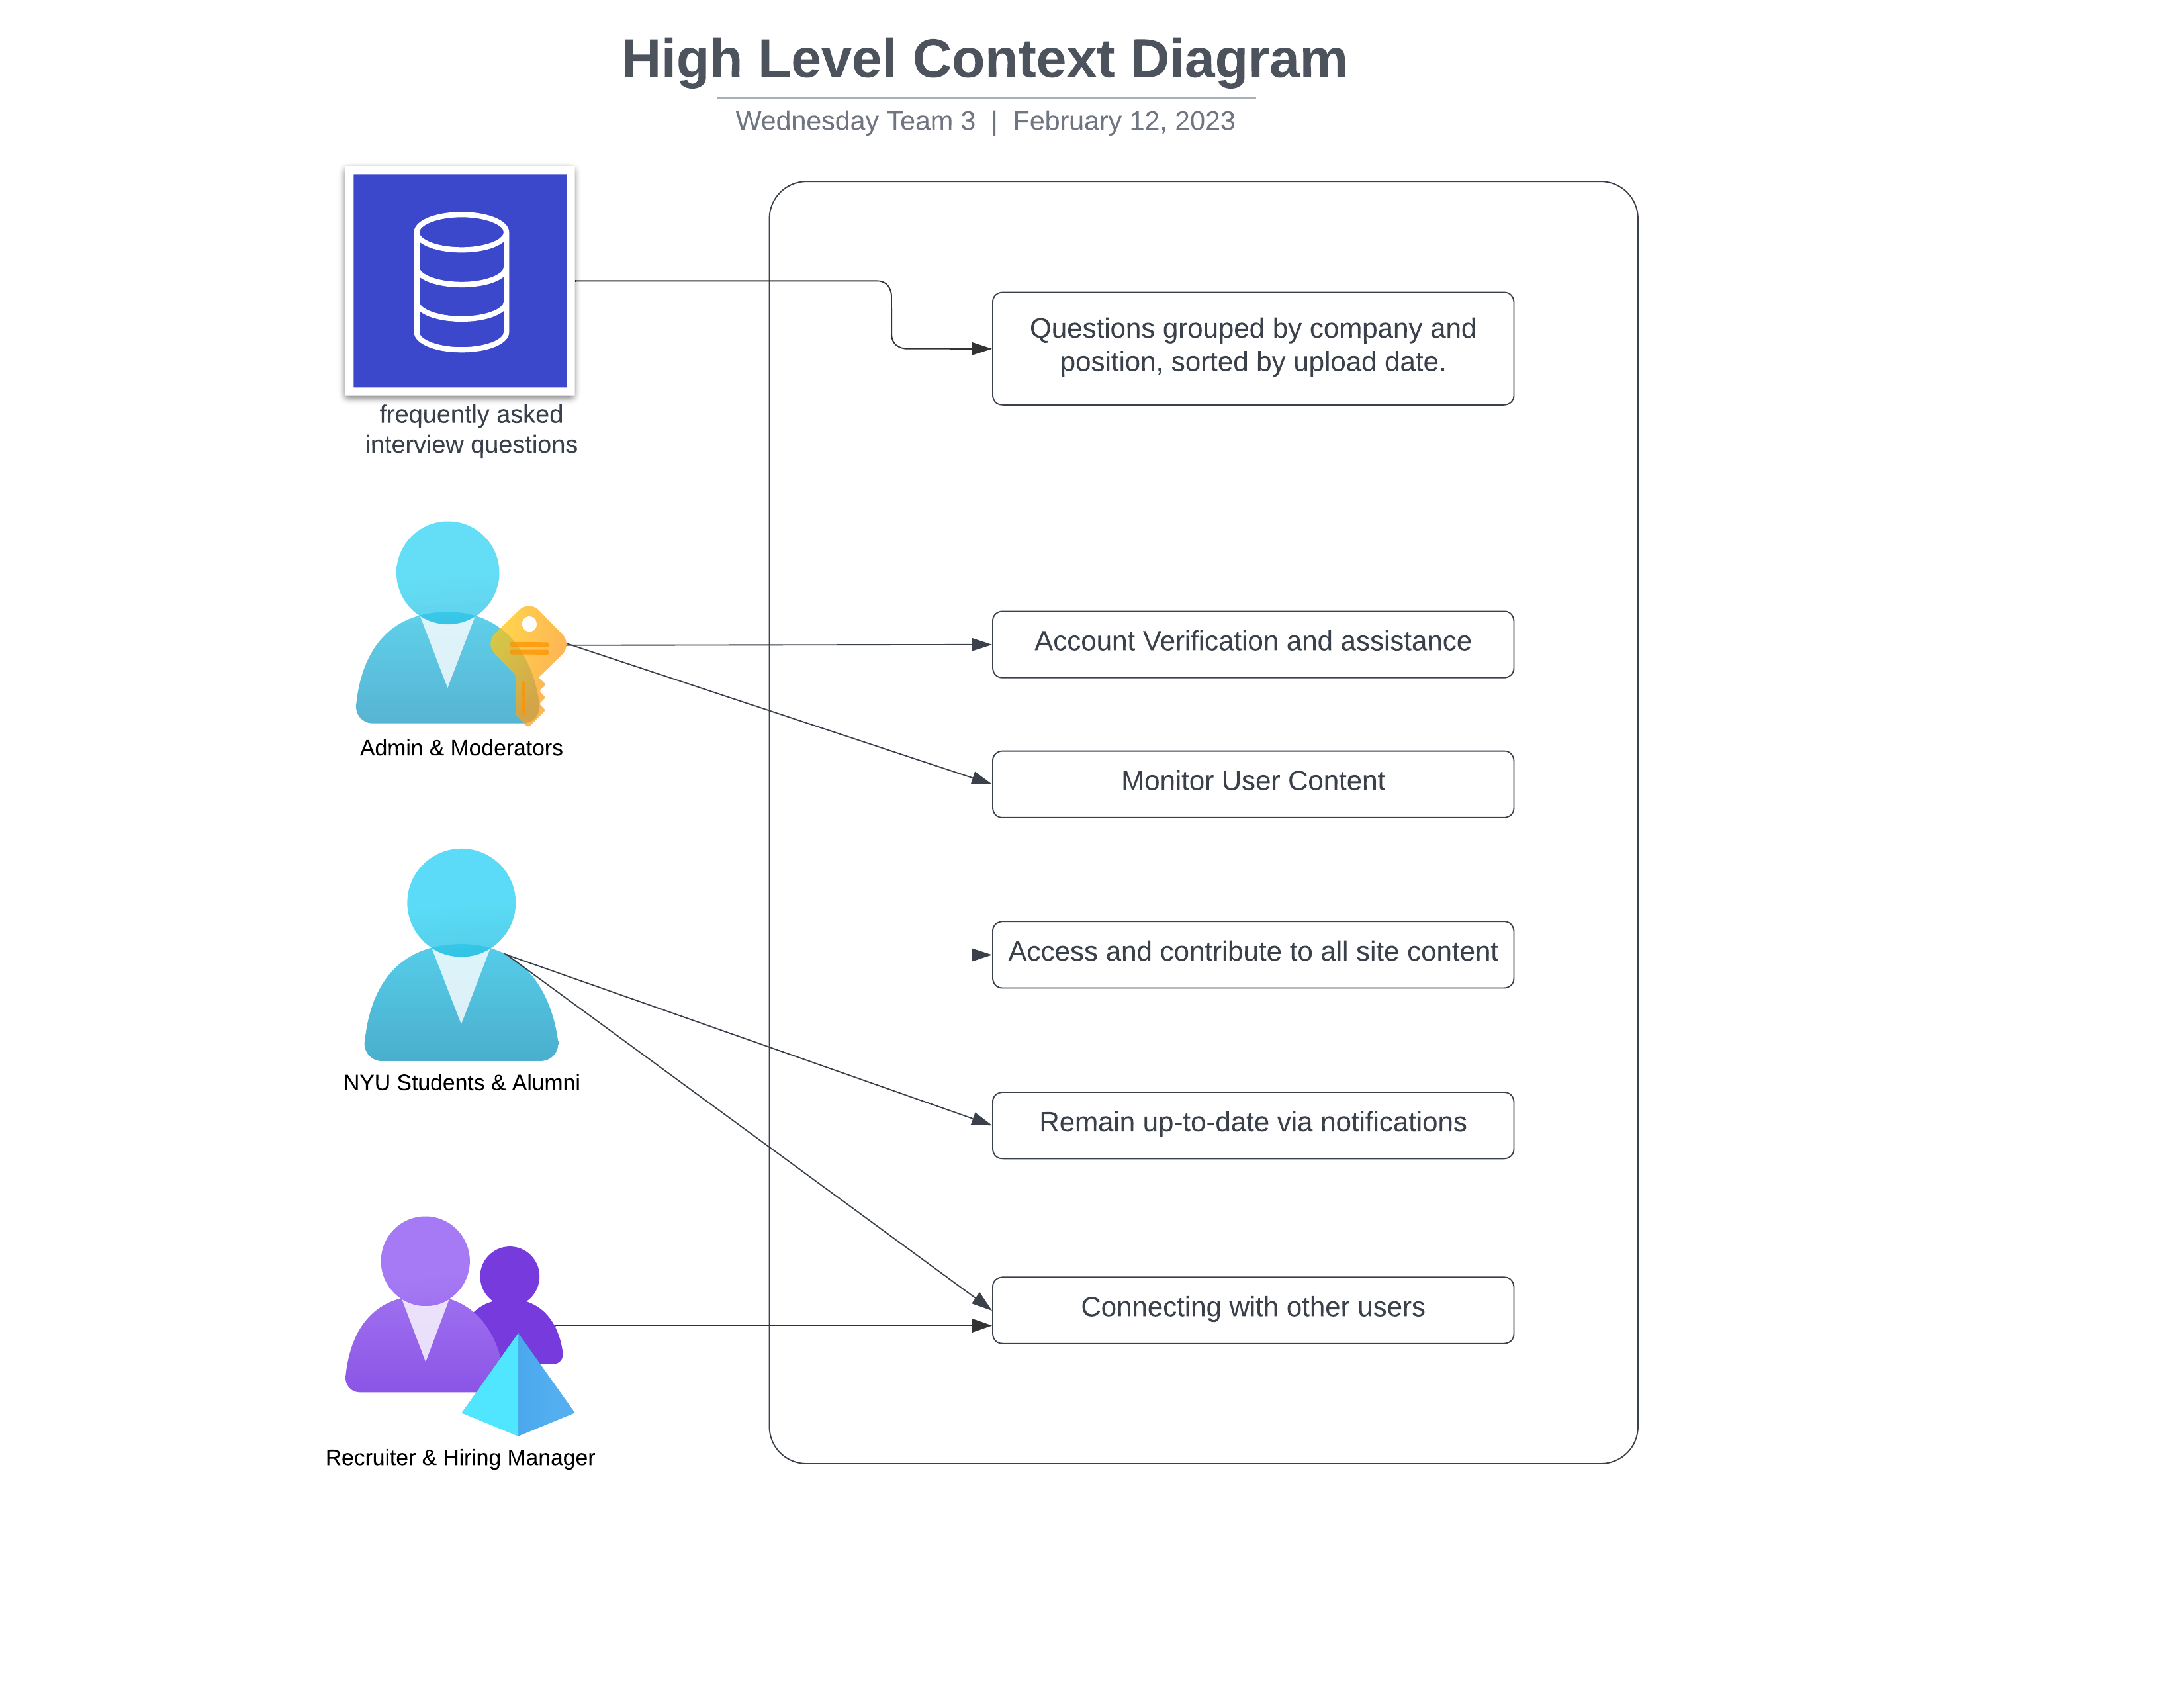 High Level Context Diagram
Wednesday Team 3 | February 12, 2023
frequently asked
interview questions
Questions grouped by company and
position, sorted by upload date.
Admin & Moderators
Account Verification and assistance
Monitor User Content
NYU Students & Alumni
Access and contribute to all site content
Remain up-to-date via notifications
Connecting with other users
Recruiter & Hiring Manager